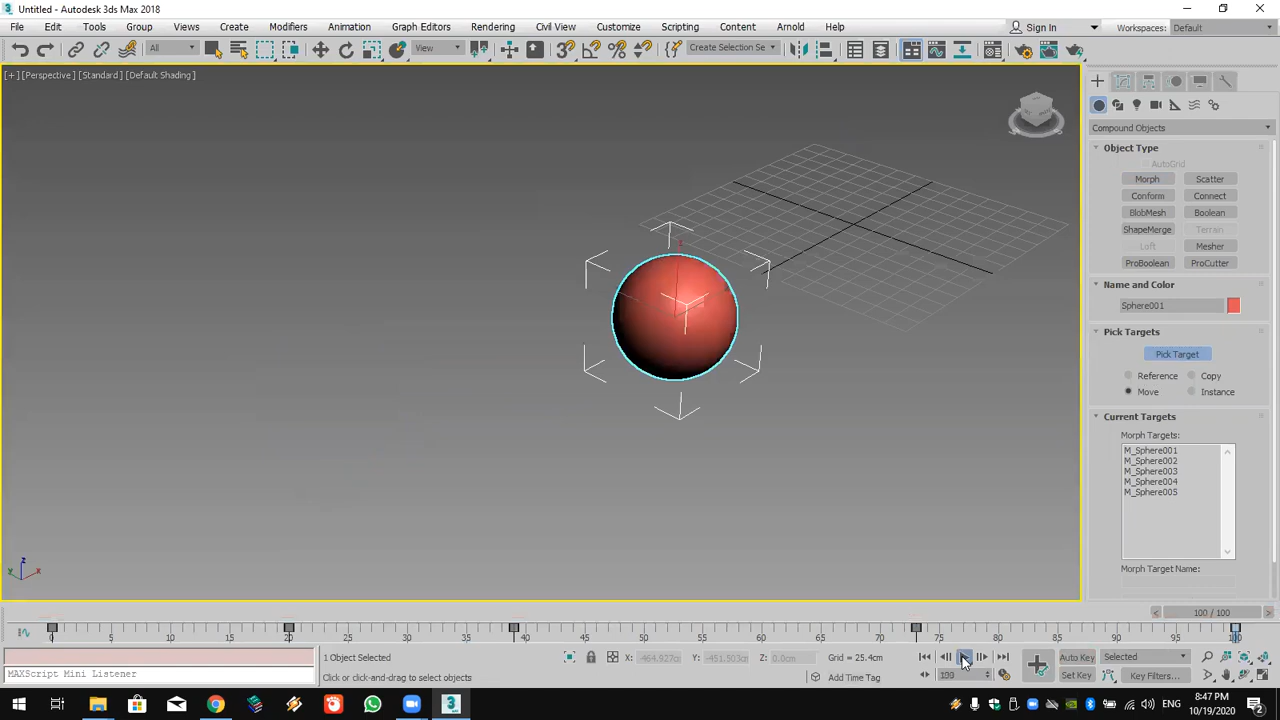 Untitled - Autodesk 3ds Max 2018
File Edit Tools Group Views Create Modifiers Animation Graph Editors Rendering Civil View Customize Scripting Content Arnold Help Sign In Workspaces: Default
All View Create Selection Se
[+] [Perspective] [Standard] [Default Shading]
Compound Objects
Object Type
AutoGrid
Morph Scatter
Conform Connect
BlobMesh Boolean
ShapeMerge Terrain
Loft Mesher
ProBoolean ProCutter
Name and Color
Sphere001
Pick Targets
Pick Target
Reference Copy
Move Instance
Current Targets
Morph Targets:
M_Sphere001
M_Sphere002
M_Sphere003
M_Sphere004
M_Sphere005
Morph Target Name:
z
y x
< 100 / 100 >
0 5 10 15 20 25 30 35 40 45 50 55 60 65 70 75 80 85 90 95 100
1 Object Selected X: -464.927cm Y: -451.503cm Z: 0.0cm Grid = 25.4cm Auto Key Selected
MAXScript Mini Listener Click or click-and-drag to select objects Add Time Tag 100 Set Key Key Filters...
8:47 PM
ENG
10/19/2020